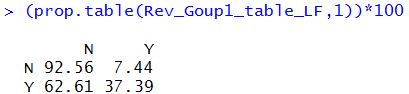 > (prop.table(Rev_Goup1_table_LF,1))*100
N Y
N 92.56 7.44
Y 62.61 37.39